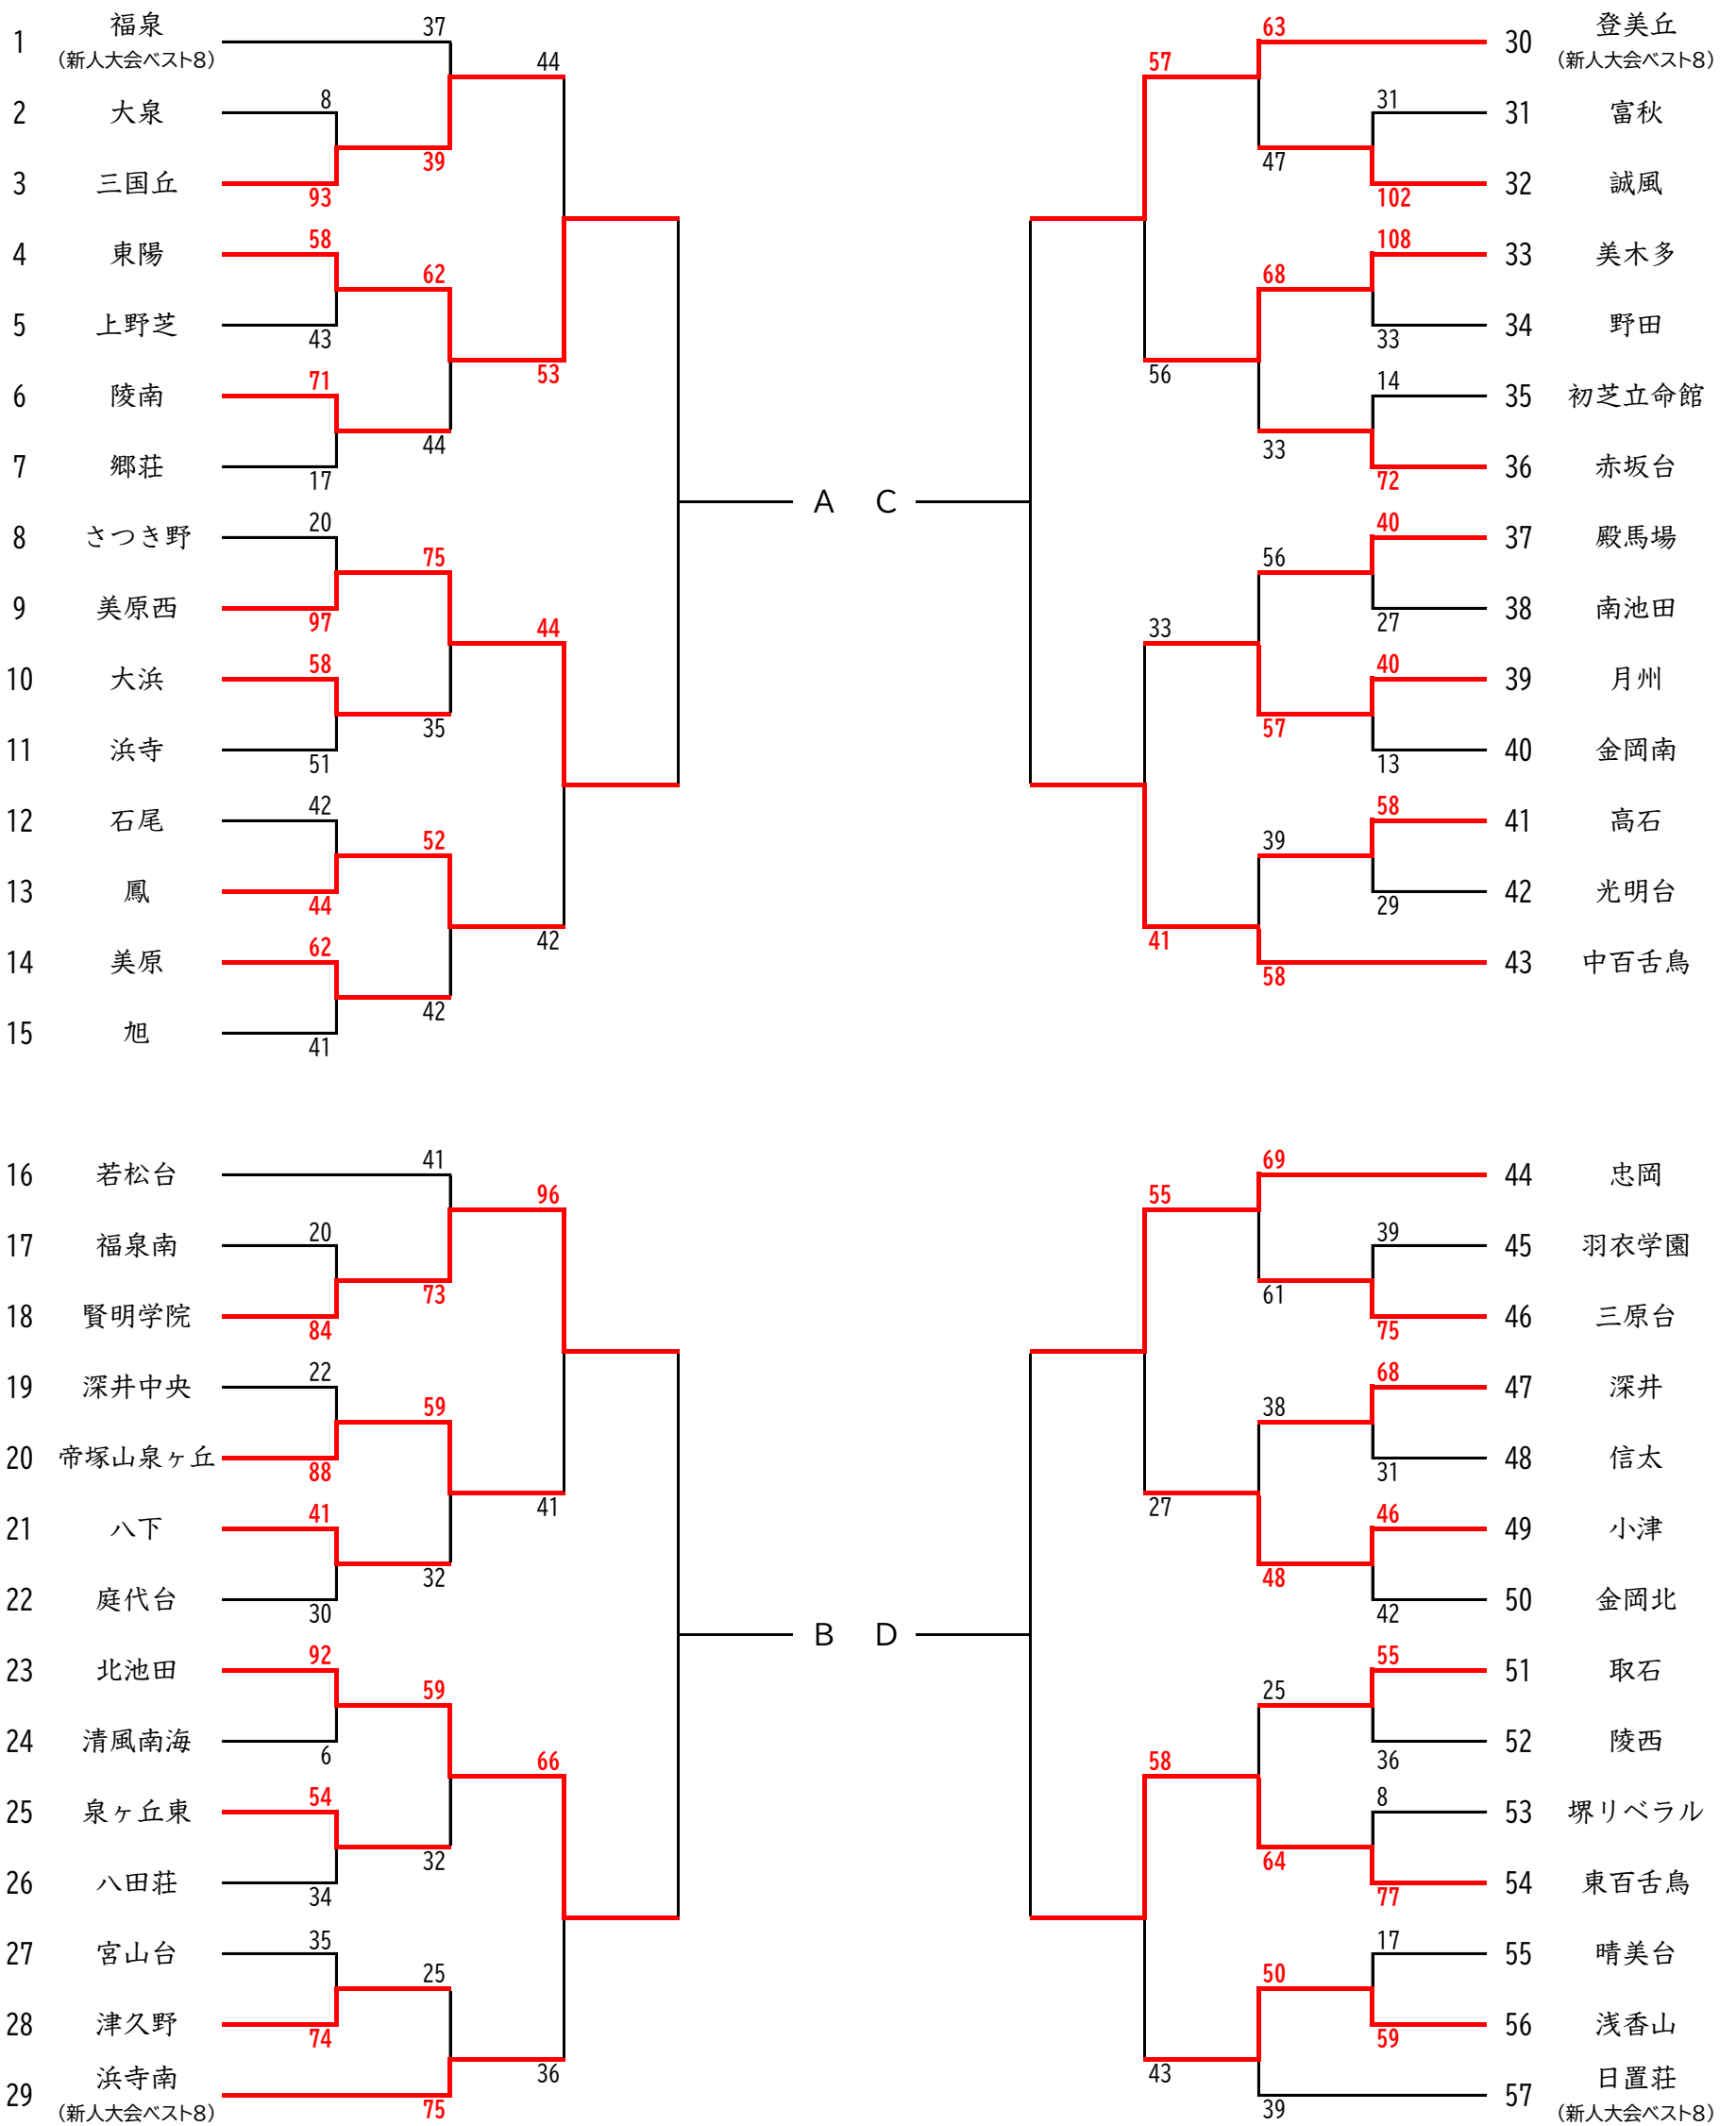 1 福泉 37
(新人大会ベスト8)
44
2 大泉 8
39
3 三国丘 93
4 東陽 58
62
5 上野芝 43
53
6 陵南 71
44
7 郷荘 17
A
8 さつき野 20
75
9 美原西 97
44
10 大浜 58
35
11 浜寺 51
12 石尾 42
52
13 鳳 44
42
14 美原 62
42
15 旭 41
63 30 登美丘
(新人大会ベスト8)
57
31 31 富秋
47
102 32 誠風
108 33 美木多
68
33 34 野田
56
14 35 初芝立命館
33
72 36 赤坂台
C
40 37 殿馬場
56
27 38 南池田
33
40 39 月州
57
13 40 金岡南
58 41 高石
39
29 42 光明台
41
58 43 中百舌鳥
16 若松台 41
96
17 福泉南 20
73
18 賢明学院 84
19 深井中央 22
59
20 帝塚山泉ヶ丘 88
41
21 八下 41
32
22 庭代台 30
B
23 北池田 92
59
24 清風南海 6
66
25 泉ヶ丘東 54
32
26 八田荘 34
27 宮山台 35
25
28 津久野 74
36
29 浜寺南 75
(新人大会ベスト8)
69 44 忠岡
55
39 45 羽衣学園
61
75 46 三原台
68 47 深井
38
31 48 信太
27
46 49 小津
48
42 50 金岡北
D
55 51 取石
25
36 52 陵西
58
8 53 堺リベラル
64
77 54 東百舌鳥
17 55 晴美台
50
59 56 浅香山
43
39 57 日置荘
(新人大会ベスト8)